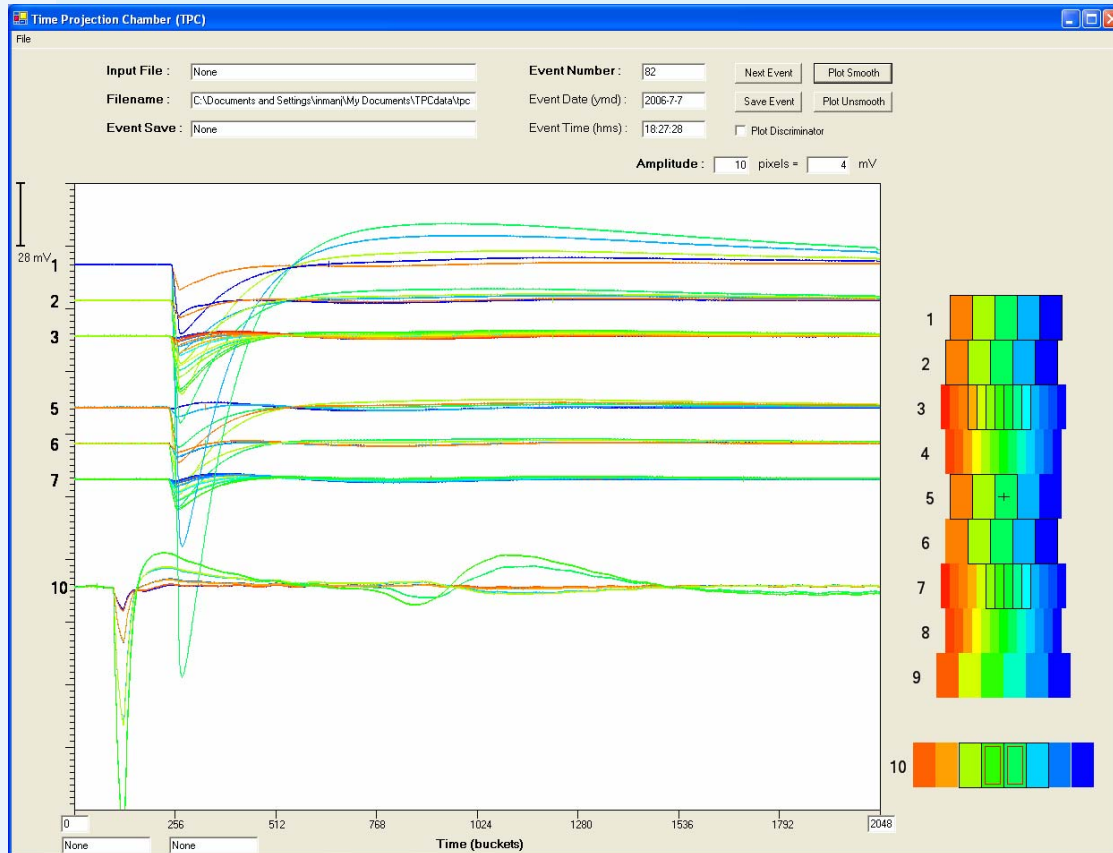 Time Projection Chamber (TPC)
File
Input File : None Event Number : 82 Next Event Plot Smooth
Filename : C:\Documents and Settings\inmanj\My Documents\TPCdata\tpc Event Date (ymd) : 2006-7-7 Save Event Plot Unsmooth
Event Save : None Event Time (hms) : 18:27:28 Plot Discriminator
Amplitude : 10 pixels = 4 mV
28 mV
1
2
3
5
6
7
10
0 256 512 768 1024 1280 1536 1792 2048
None None Time (buckets)
1
2
3
4
5
6
7
8
9
10